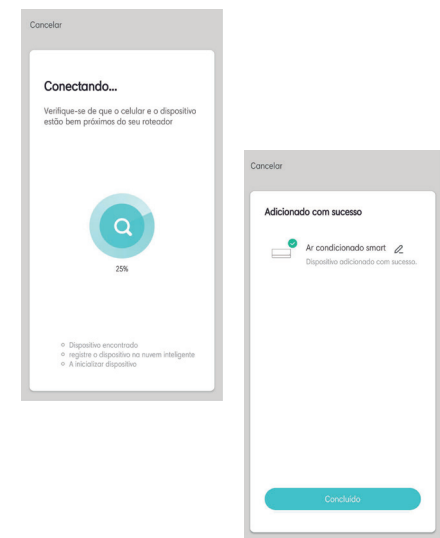 Cancelar
Conectando...
Verifique-se de que o celular e o dispositivo
estão bem próximos do seu roteador
25%
Dispositivo encontrado
registre o dispositivo na nuvem inteligente
A inicializar dispositivo
Cancelar
Adicionado com sucesso
Ar condicionado smart
Dispositivo adicionado com sucesso.
Concluído